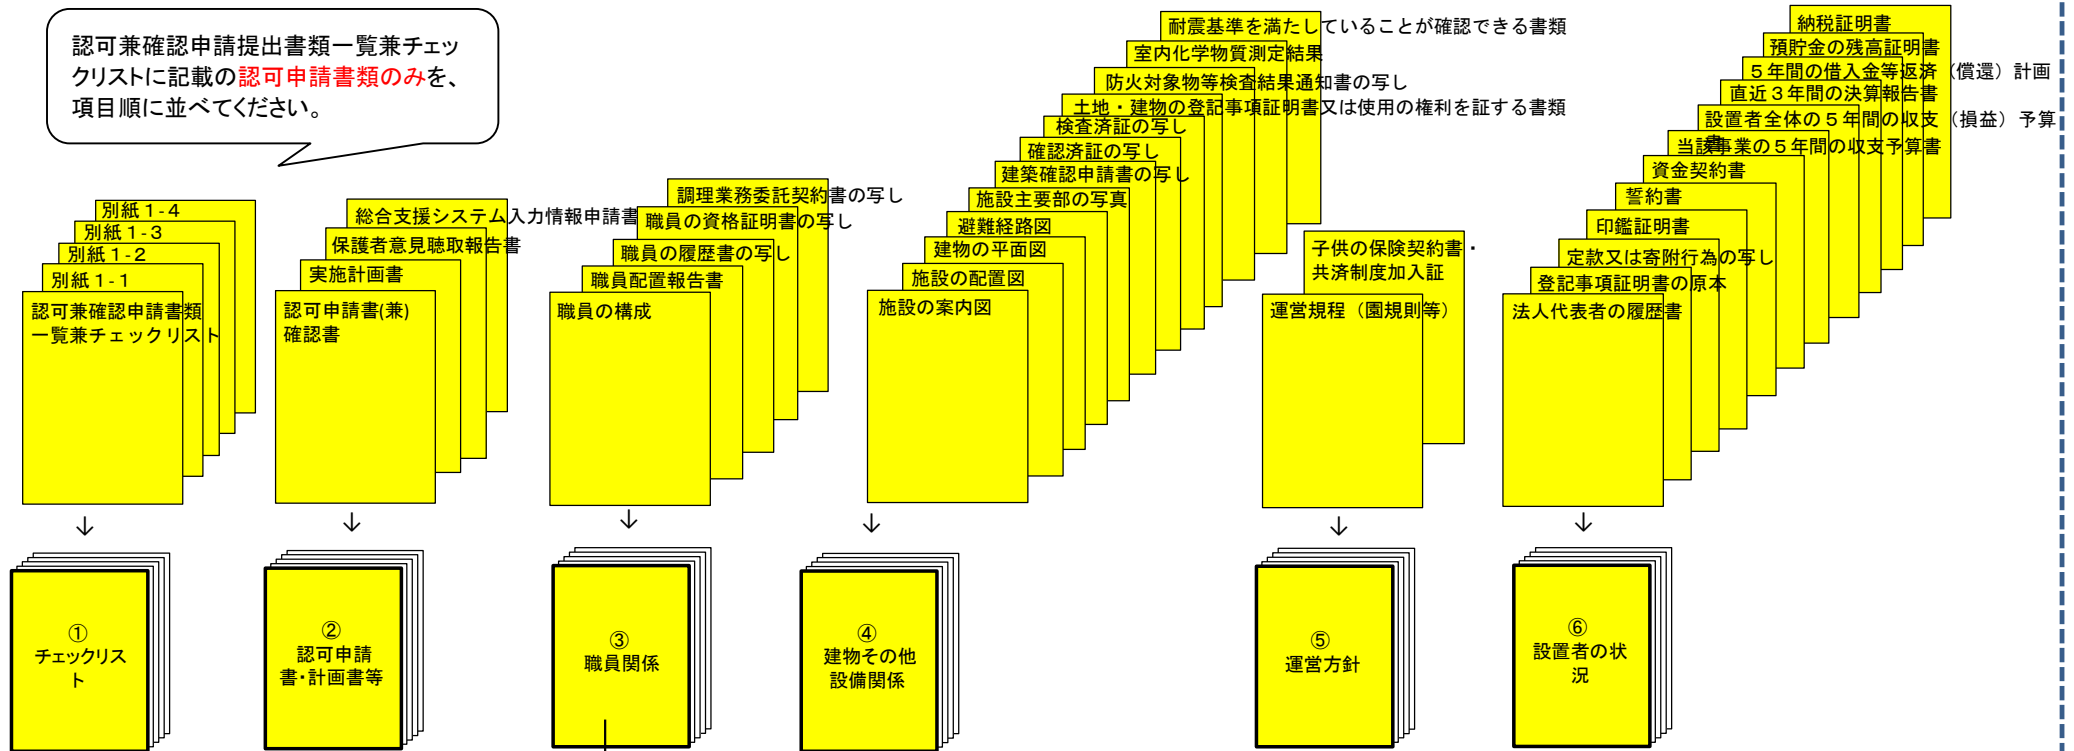 認可兼確認申請提出書類一覧兼チェッ
クリストに記載の認可申請書類のみを、
項目順に並べてください。
別紙１-４
別紙１-３
別紙１-２
別紙１-１
認可兼確認申請書類
一覧兼チェックリスト
↓
①
チェックリス
ト
総合支援システム入力情報申請書
保護者意見聴取報告書
実施計画書
認可申請書(兼)
確認書
↓
②
認可申請
書・計画書等
調理業務委託契約書の写し
職員の資格証明書の写し
職員の履歴書の写し
職員配置報告書
職員の構成
↓
③
職員関係
耐震基準を満たしていることが確認できる書類
室内化学物質測定結果
防火対象物等検査結果通知書の写し
土地・建物の登記事項証明書又は使用の権利を証する書類
検査済証の写し
確認済証の写し
建築確認申請書の写し
施設主要部の写真
避難経路図
建物の平面図
施設の配置図
施設の案内図
↓
④
建物その他
設備関係
子供の保険契約書・
共済制度加入証
運営規程（園規則等）
↓
⑤
運営方針
納税証明書
預貯金の残高証明書
５年間の借入金等返済（償還）計画
直近３年間の決算報告書
設置者全体の５年間の収支（損益）予算
書
当該事業の５年間の収支予算書
資金契約書
誓約書
印鑑証明書
定款又は寄附行為の写し
登記事項証明書の原本
法人代表者の履歴書
↓
⑥
設置者の状
況